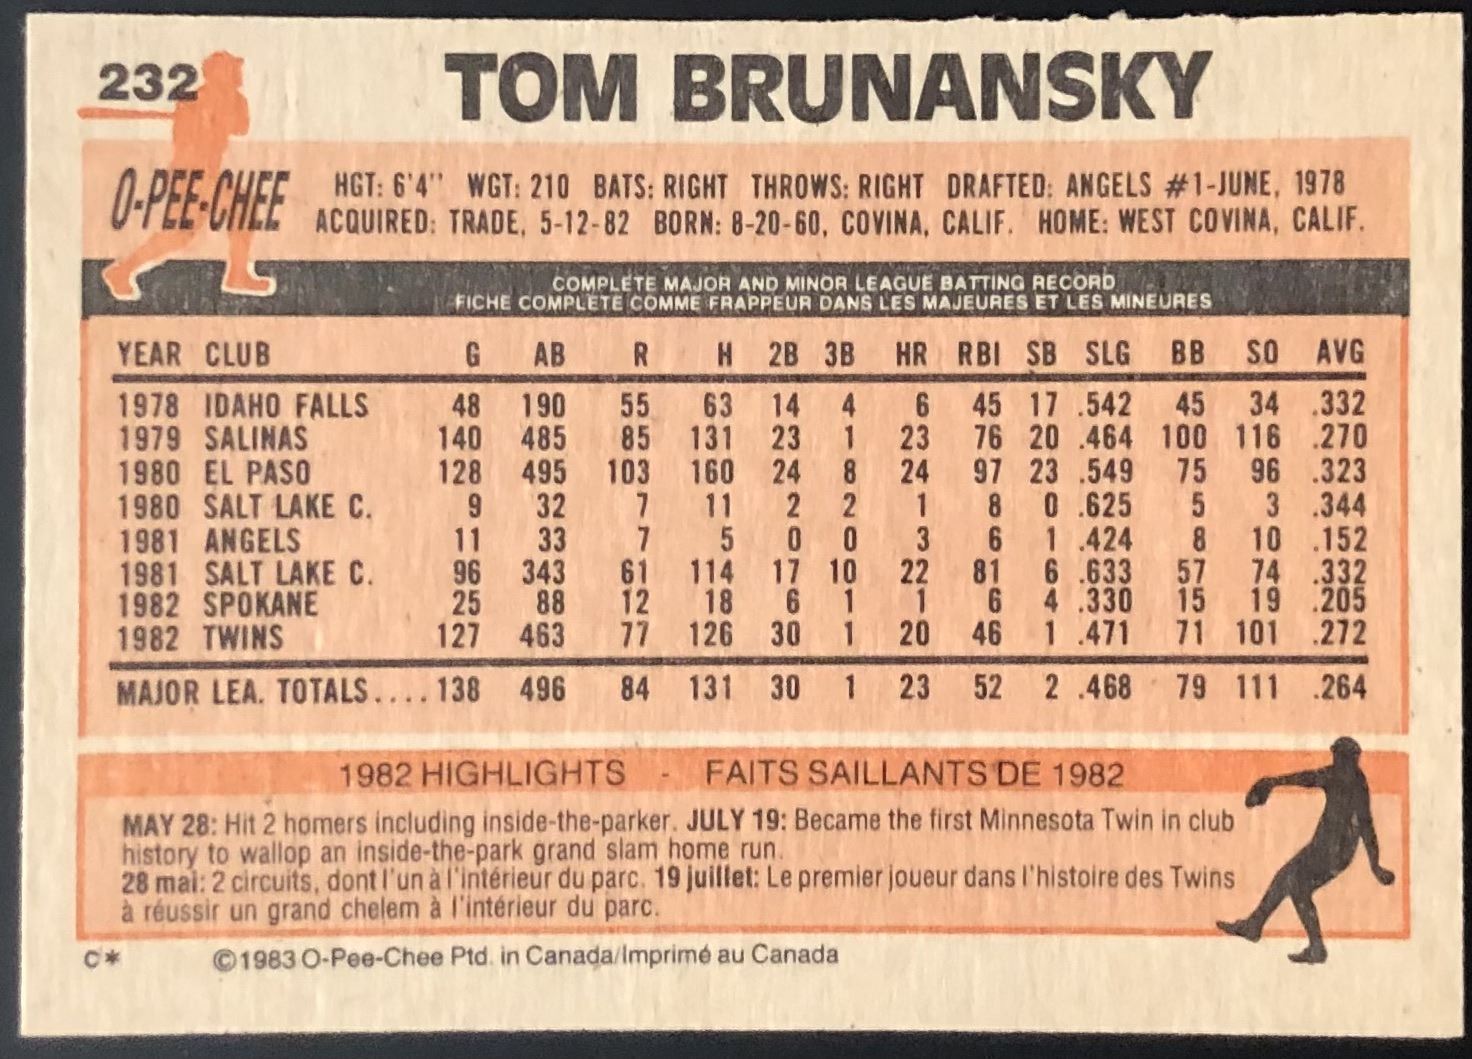 232
TOM BRUNANSKY
O-PEE-CHEE
HGT: 6'4" WGT: 210 BATS: RIGHT THROWS: RIGHT DRAFTED: ANGELS #1-JUNE, 1978
ACQUIRED: TRADE, 5-12-82 BORN: 8-20-60, COVINA, CALIF. HOME: WEST COVINA, CALIF.
COMPLETE MAJOR AND MINOR LEAGUE BATTING RECORD
FICHE COMPLETE COMME FRAPPEUR DANS LES MAJEURES ET LES MINEURES
YEAR CLUB G AB R H 2B 3B HR RBI SB SLG BB SO AVG
1978 IDAHO FALLS 48 190 55 63 14 4 6 45 17 .542 45 34 .332
1979 SALINAS 140 485 85 131 23 1 23 76 20 .464 100 116 .270
1980 EL PASO 128 495 103 160 24 8 24 97 23 .549 75 96 .323
1980 SALT LAKE C. 9 32 7 11 2 2 1 8 0 .625 5 3 .344
1981 ANGELS 11 33 7 5 0 0 3 6 1 .424 8 10 .152
1981 SALT LAKE C. 96 343 61 114 17 10 22 81 6 .633 57 74 .332
1982 SPOKANE 25 88 12 18 6 1 1 6 4 .330 15 19 .205
1982 TWINS 127 463 77 126 30 1 20 46 1 .471 71 101 .272
MAJOR LEA. TOTALS.... 138 496 84 131 30 1 23 52 2 .468 79 111 .264
1982 HIGHLIGHTS - FAITS SAILLANTS DE 1982
MAY 28: Hit 2 homers including inside-the-parker. JULY 19: Became the first Minnesota Twin in club
history to wallop an inside-the-park grand slam home run.
28 mai: 2 circuits, dont l'un à l'intérieur du parc. 19 juillet: Le premier joueur dans l'histoire des Twins
à réussir un grand chelem à l'intérieur du parc.
C* ©1983 O-Pee-Chee Ptd. in Canada/Imprimé au Canada